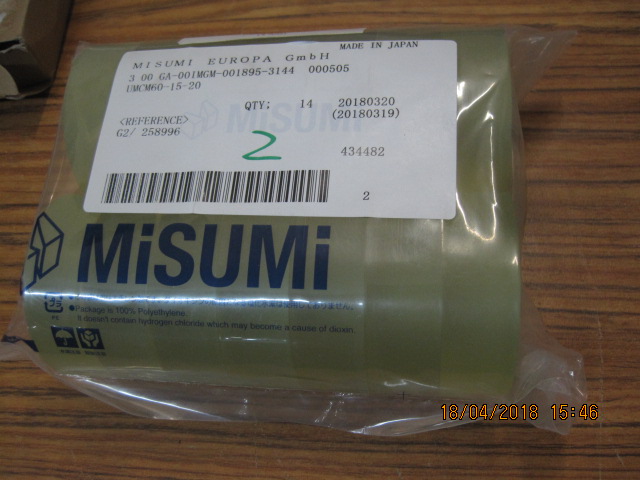 MISUMI EUROPA GmbH
MADE IN JAPAN
3 00 GA-001MGM-001895-3144 000505
UMCM60-15-20
QTY; 14 20180320
<REFERENCE> (20180319)
G2/ 258996
2
434482
2
MiSUMi
●Package is 100% Polyethylene.
It doesn't contain hydrogen chloride which may become a cause of dioxin.
18/04/2018 15:46